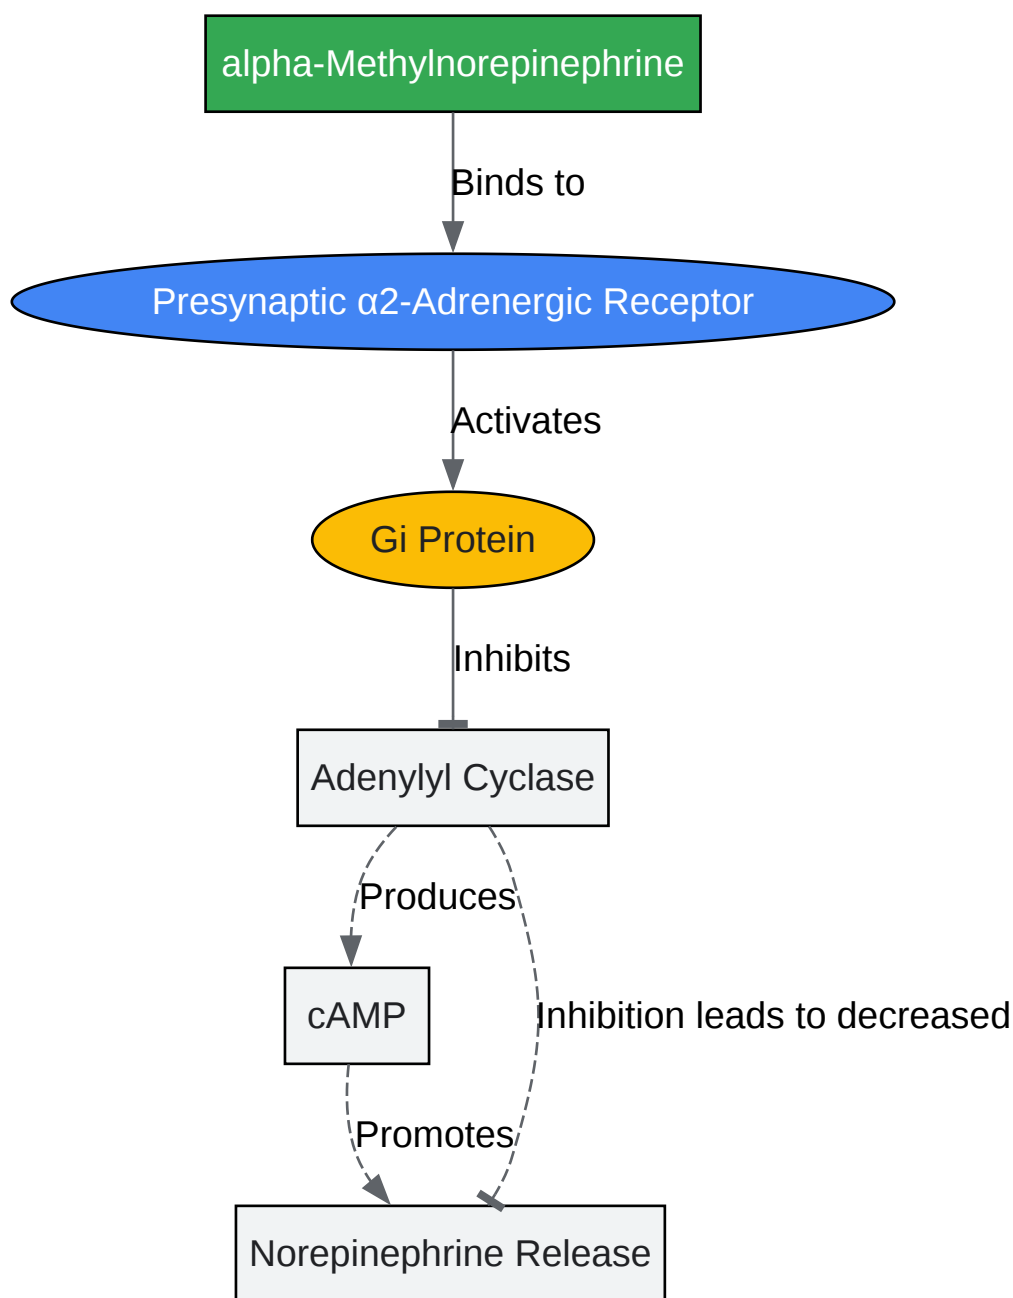 alpha-Methylnorepinephrine
Binds to
Presynaptic α2-Adrenergic Receptor
Activates
Gi Protein
Inhibits
Adenylyl Cyclase
Produces
cAMP
Inhibition leads to decreased
Promotes
Norepinephrine Release